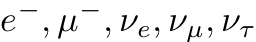 e⁻, μ⁻, ν_e, ν_μ, ν_τ